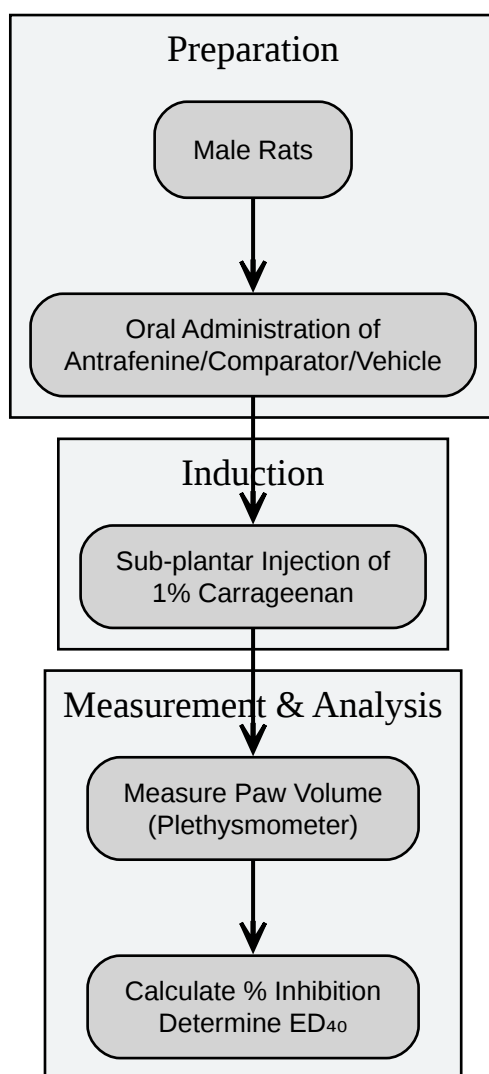 Preparation
Male Rats
Oral Administration of
Antrafenine/Comparator/Vehicle
Induction
Sub-plantar Injection of
1% Carrageenan
Measurement & Analysis
Measure Paw Volume
(Plethysmometer)
Calculate % Inhibition
Determine ED₄₀